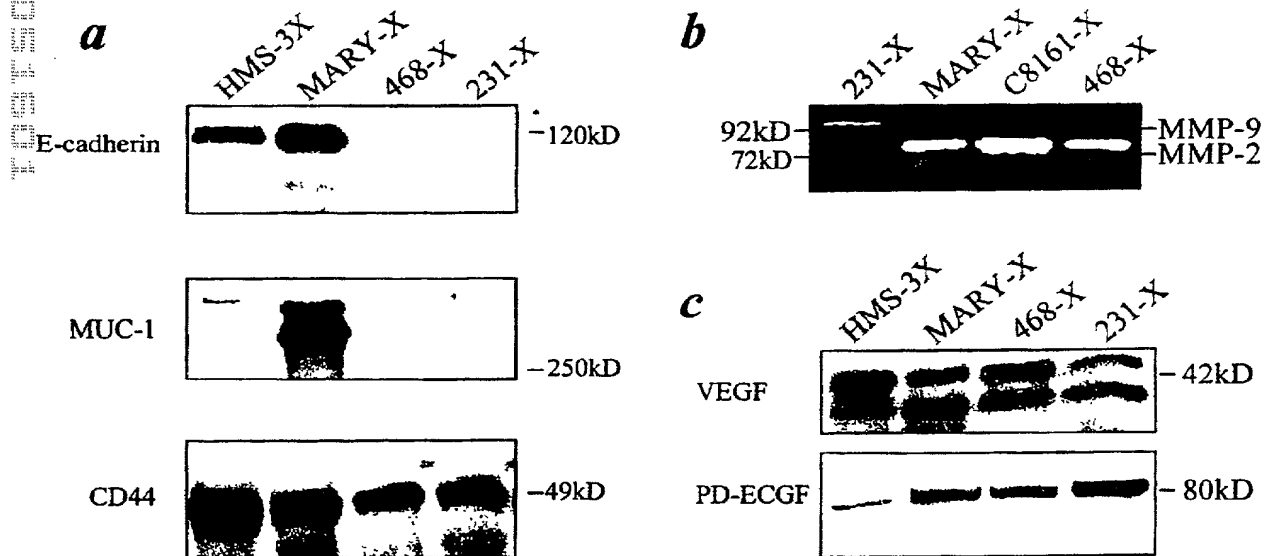 a
HMS-3X MARY-X 468-X 231-X
E-cadherin
120kD
MUC-1
250kD
CD44
49kD
b
231-X MARY-X C8161-X 468-X
92kD MMP-9
72kD MMP-2
c
HMS-3X MARY-X 468-X 231-X
VEGF 42kD
PD-ECGF 80kD